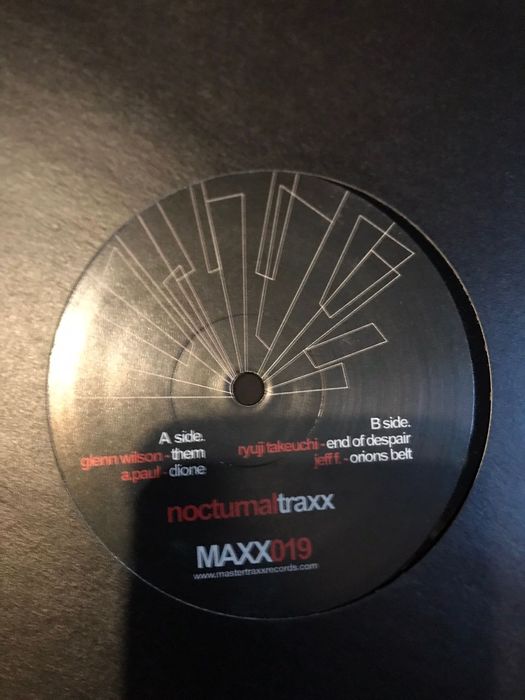 A side.
glenn wilson - them
a.paul - dione
B side.
ryuji takeuchi - end of despair
jeff f. - orions belt
nocturnaltraxx
MAXX019
www.mastertraxxrecords.com